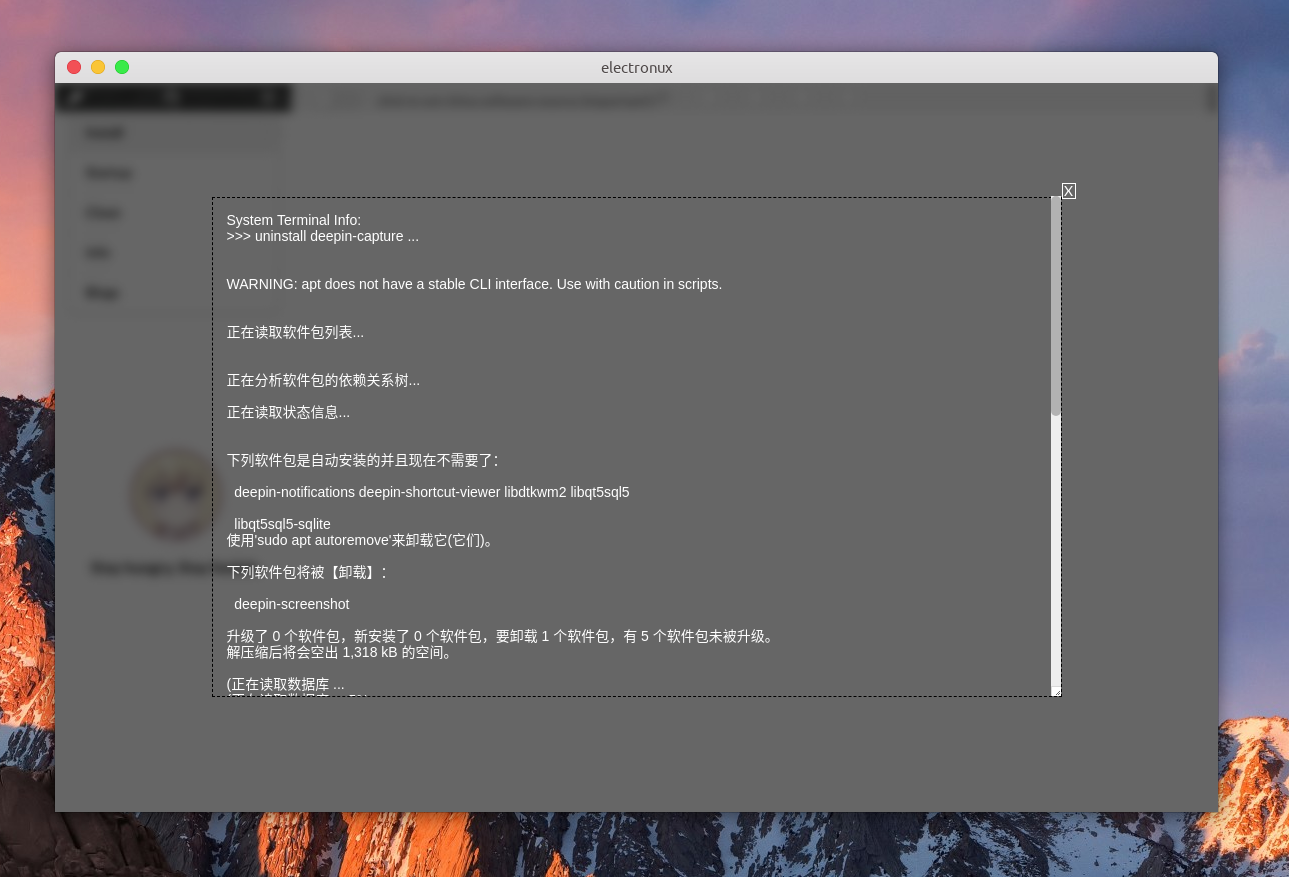 electronux
X
System Terminal Info:
>>> uninstall deepin-capture ...
WARNING: apt does not have a stable CLI interface. Use with caution in scripts.
正在读取软件包列表...
正在分析软件包的依赖关系树...
正在读取状态信息...
下列软件包是自动安装的并且现在不需要了：
deepin-notifications deepin-shortcut-viewer libdtkwm2 libqt5sql5
libqt5sql5-sqlite
使用'sudo apt autoremove'来卸载它(它们)。
下列软件包将被【卸载】：
deepin-screenshot
升级了 0 个软件包，新安装了 0 个软件包，要卸载 1 个软件包，有 5 个软件包未被升级。
解压缩后将会空出 1,318 kB 的空间。
(正在读取数据库 ...